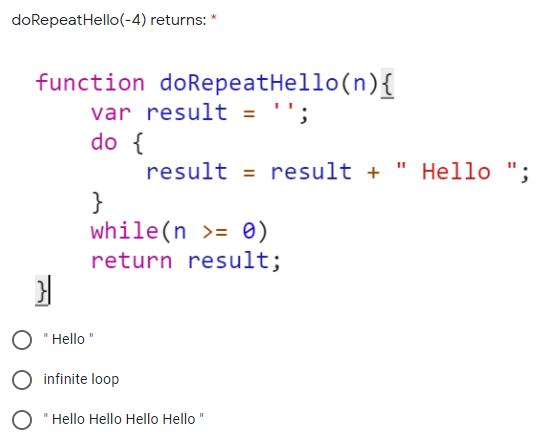 doRepeatHello(-4) returns: *
function doRepeatHello(n){
var result = '';
do {
result = result + " Hello ";
}
while(n >= 0)
return result;
}
" Hello "
infinite loop
" Hello Hello Hello Hello "